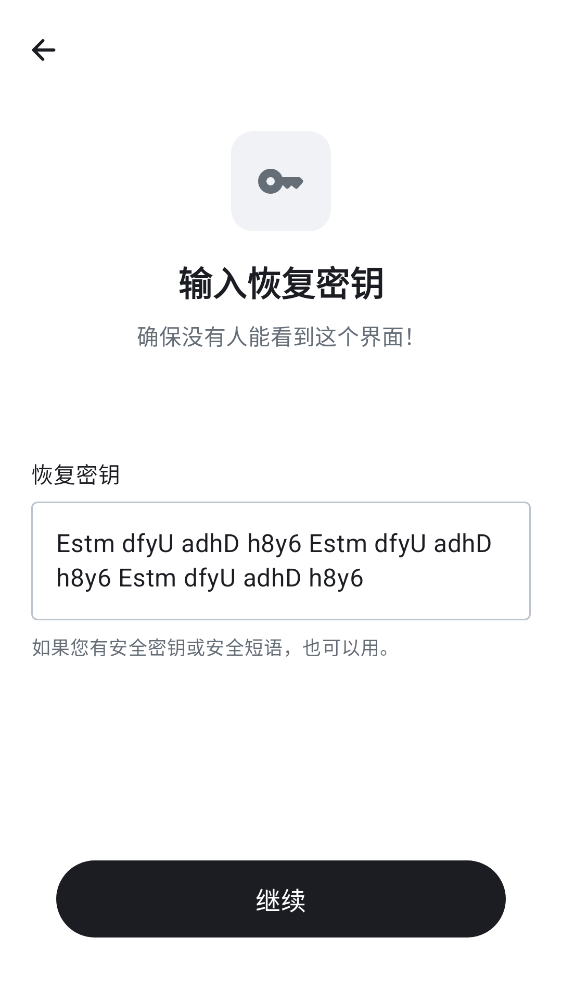 输入恢复密钥
确保没有人能看到这个界面！
恢复密钥
Estm dfyU adhD h8y6 Estm dfyU adhD
h8y6 Estm dfyU adhD h8y6
如果您有安全密钥或安全短语，也可以用。
继续